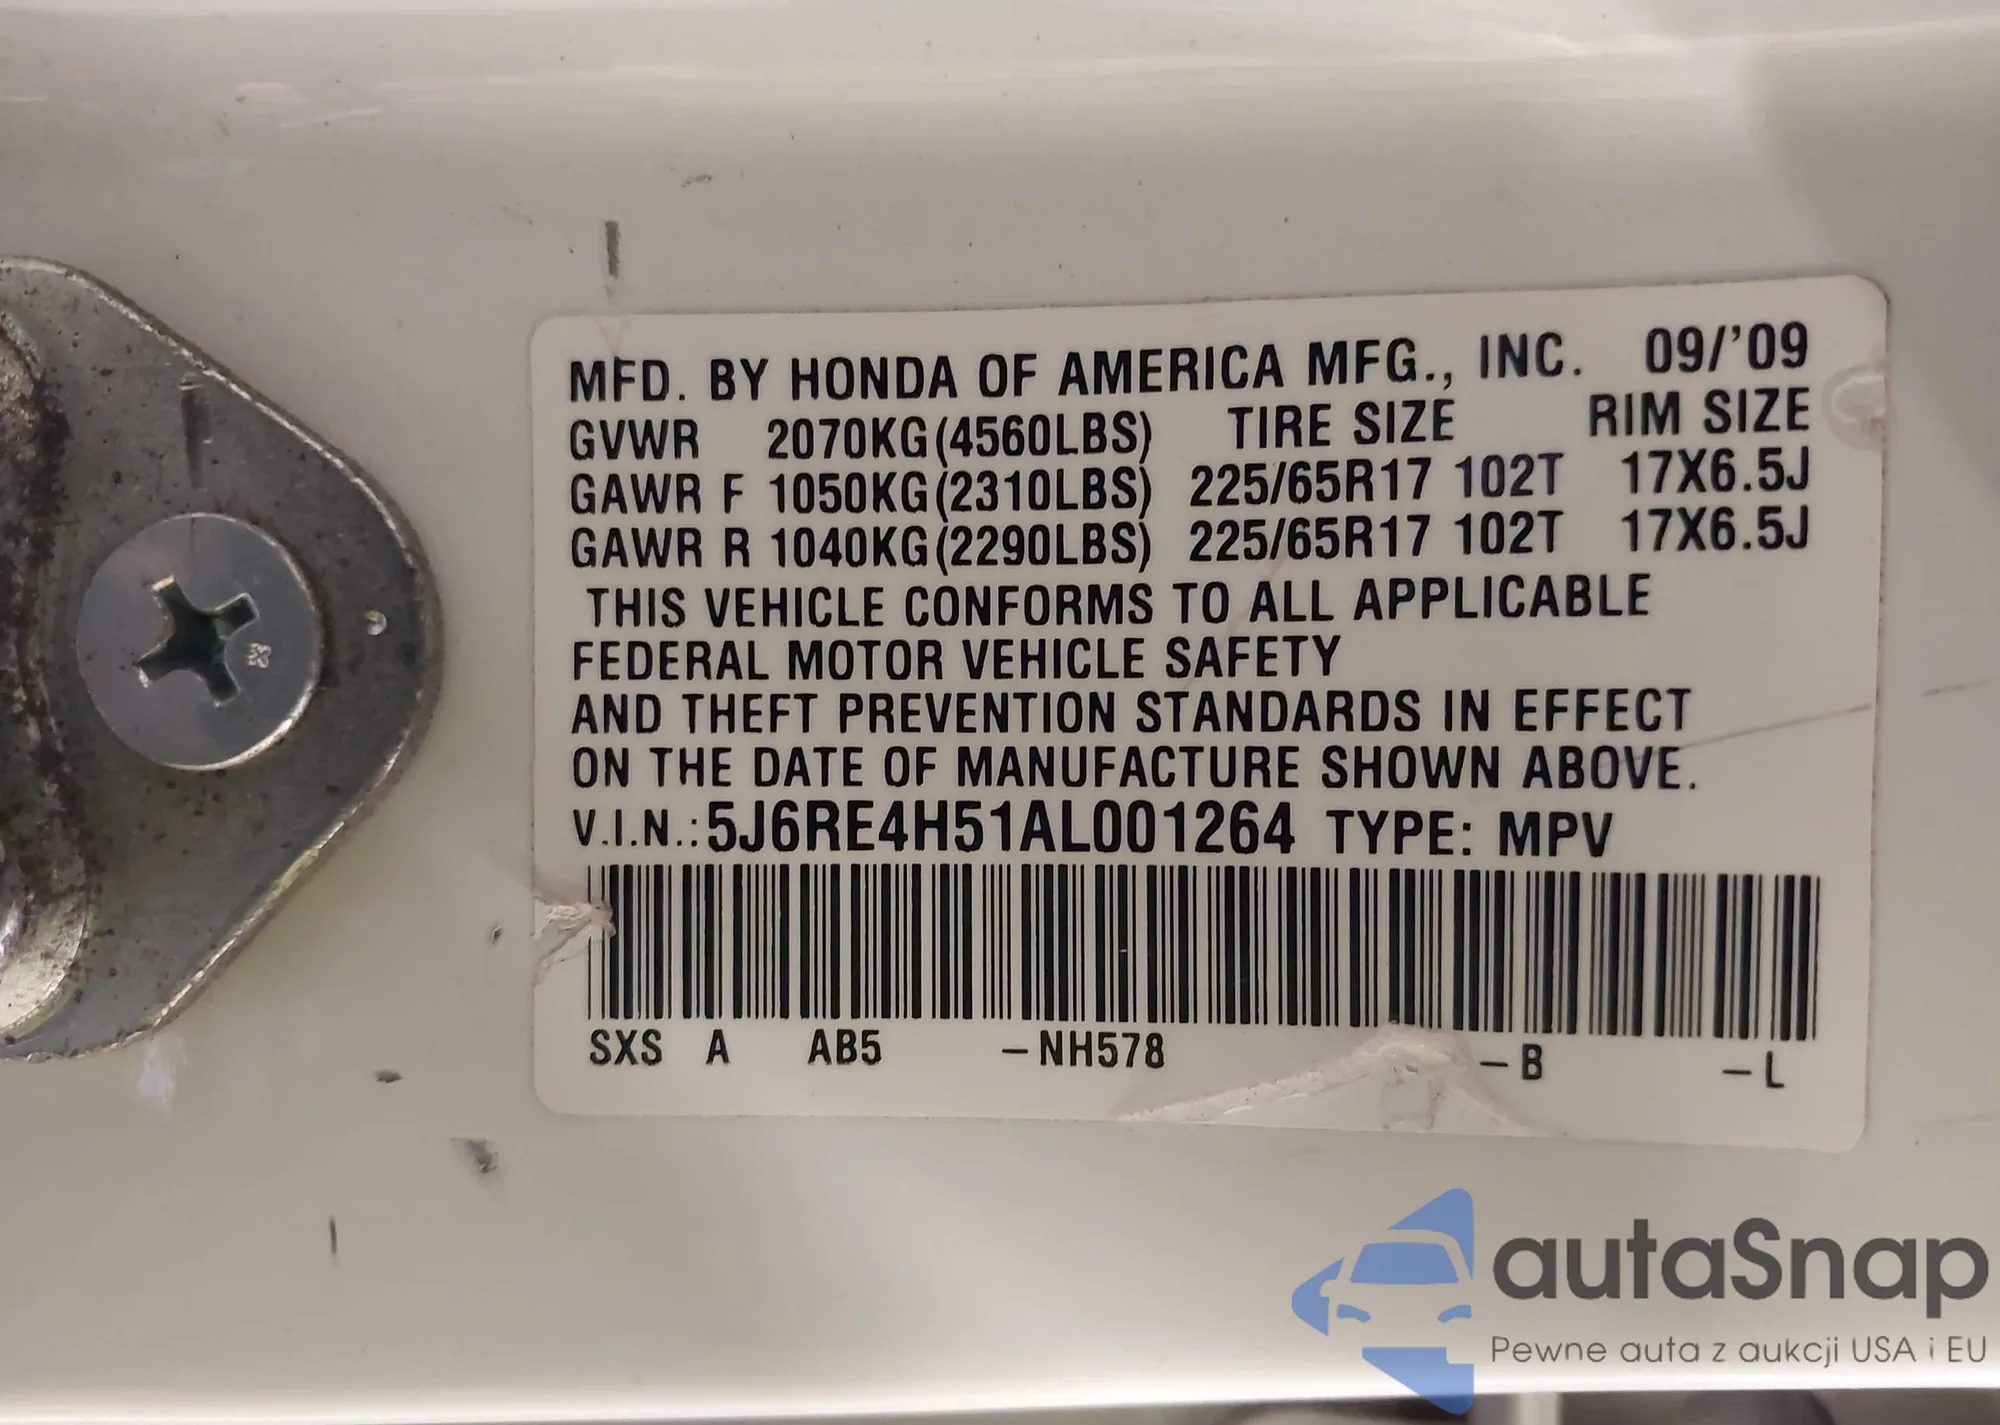 MFD. BY HONDA OF AMERICA MFG., INC. 09/'09
GVWR 2070KG(4560LBS) TIRE SIZE RIM SIZE
GAWR F 1050KG(2310LBS) 225/65R17 102T 17X6.5J
GAWR R 1040KG(2290LBS) 225/65R17 102T 17X6.5J
THIS VEHICLE CONFORMS TO ALL APPLICABLE
FEDERAL MOTOR VEHICLE SAFETY
AND THEFT PREVENTION STANDARDS IN EFFECT
ON THE DATE OF MANUFACTURE SHOWN ABOVE.
V.I.N.: 5J6RE4H51AL001264 TYPE: MPV
SXS A AB5 –NH578 –B –L
autaSnap
Pewne auta z aukcji USA i EU